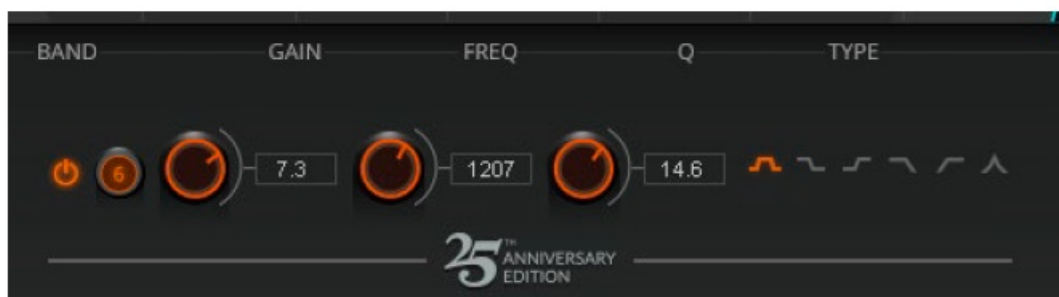 BAND GAIN FREQ Q TYPE
6 7.3 1207 14.6
25TH ANNIVERSARY
EDITION